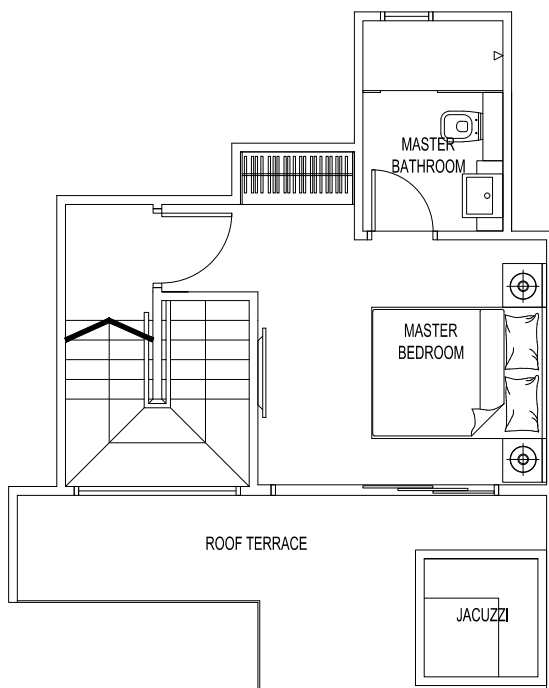 MASTER
BATHROOM
MASTER
BEDROOM
ROOF TERRACE
JACUZZI